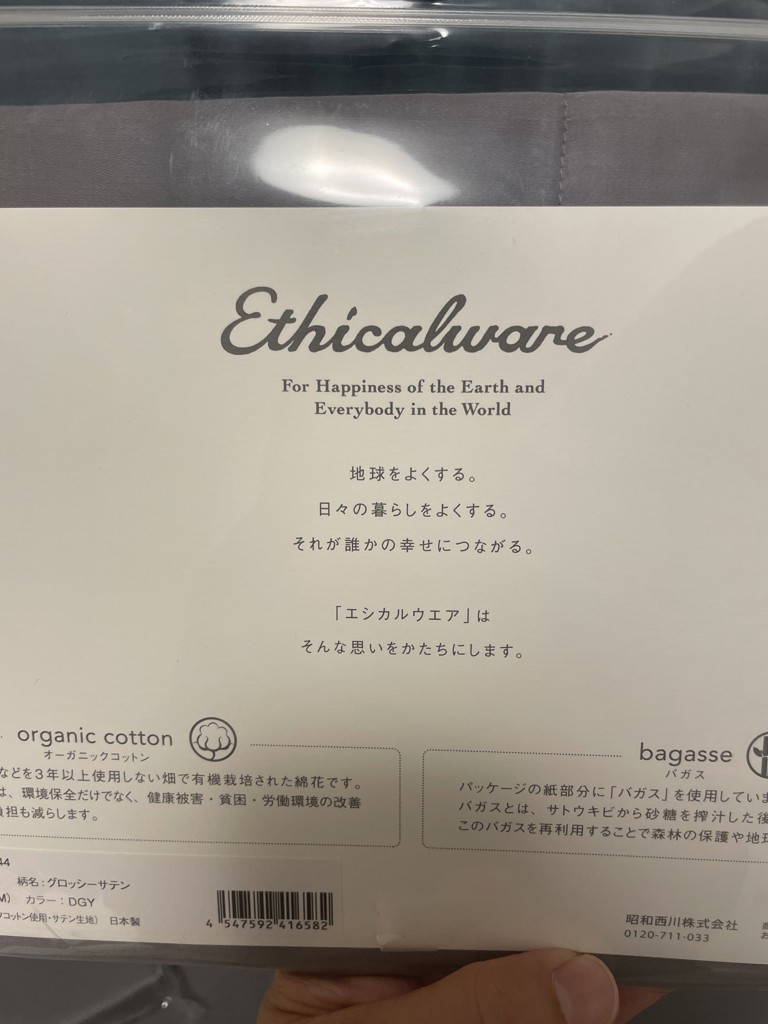 Ethicalware
For Happiness of the Earth and
Everybody in the World
地球をよくする。
日々の暮らしをよくする。
それが誰かの幸せにつながる。
「エシカルウエア」は
そんな思いをかたちにします。
organic cotton
オーガニックコットン
などを3年以上使用しない畑で有機栽培された綿花です。
は、環境保全だけでなく、健康被害・貧困・労働環境の改善
負担も減らします。
bagasse
バガス
パッケージの紙部分に「バガス」を使用していま
バガスとは、サトウキビから砂糖を搾汁した後
このバガスを再利用することで森林の保護や地球
44
柄名：グロッシーサテン
M) カラー：DGY
コットン使用・サテン生地) 日本製
4 547592 416582
昭和西川株式会社
0120-711-033